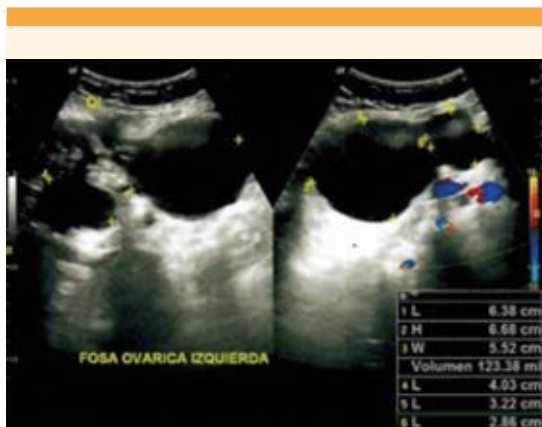 OI
FOSA OVARICA IZQUIERDA
1 L 6.38 cm
2 H 6.68 cm
3 W 5.52 cm
Volumen 123.38 ml
4 L 4.03 cm
5 L 3.22 cm
6 L 2.86 cm